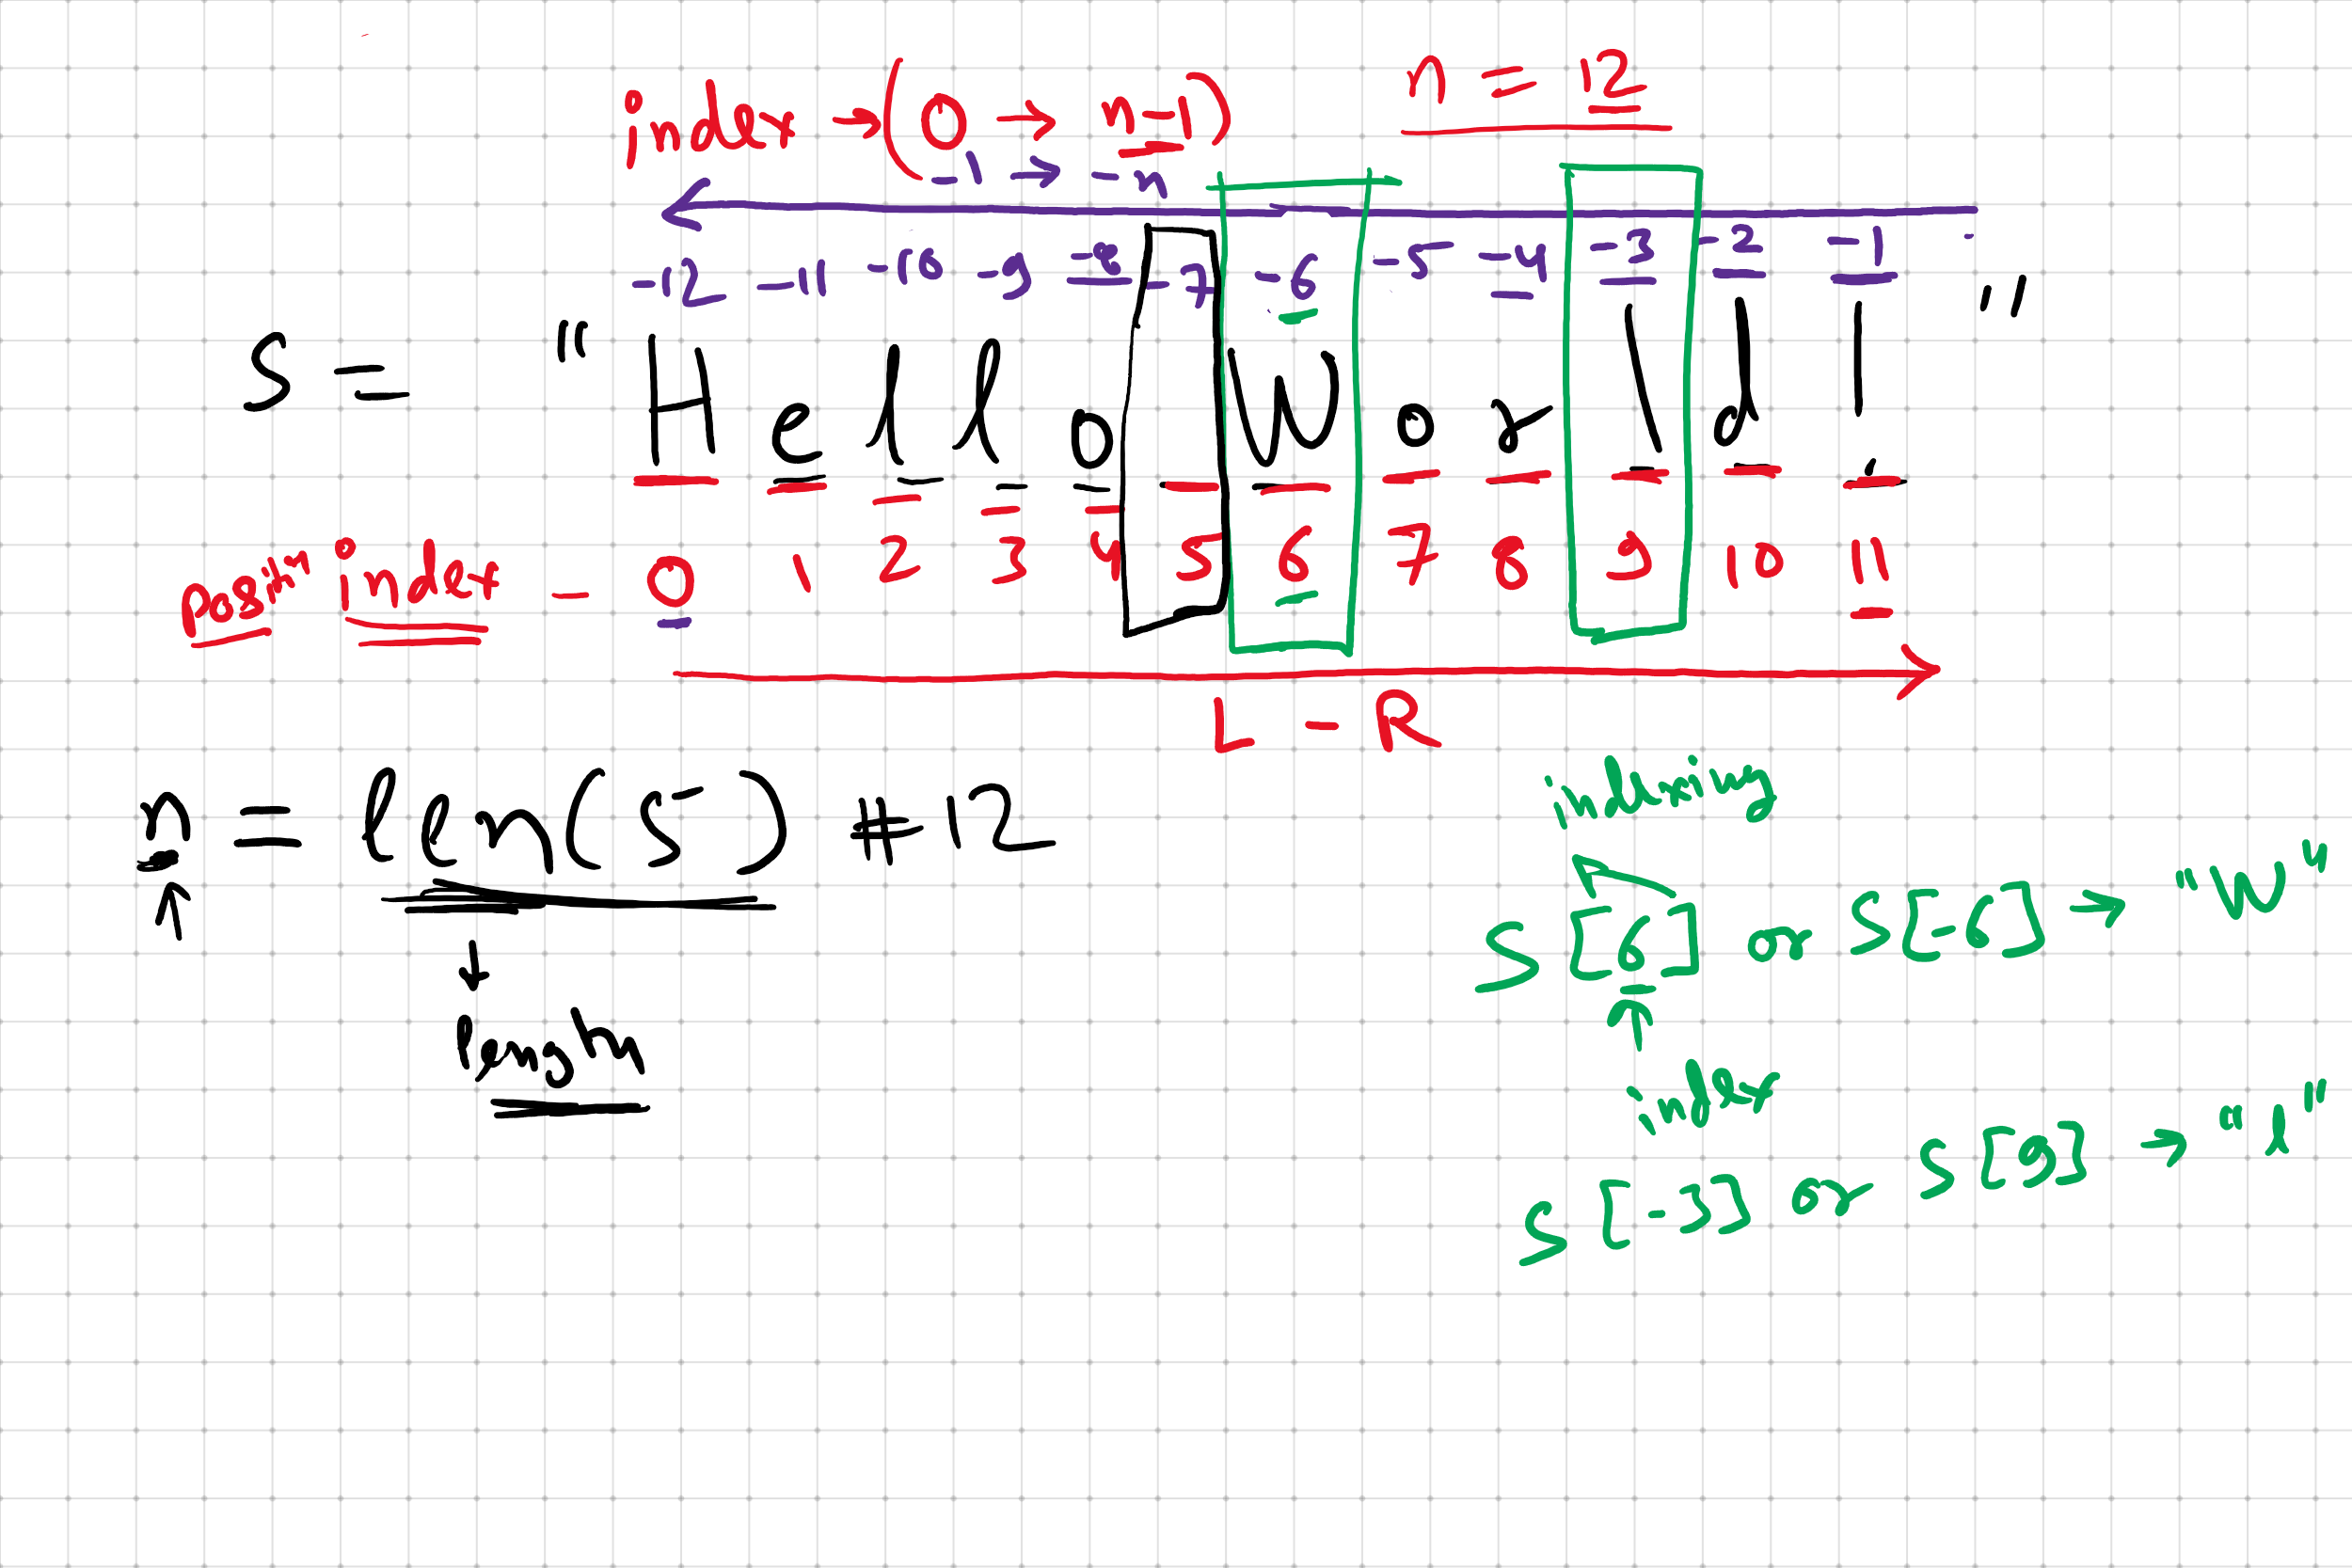 index → (0 → n-1)
n = 12
-1 → -n
-12 -11 -10 -9 -8 -7 -6 -5 -4 -3 -2 -1
S = "Hello World!"
index - 0 1 2 3 4 5 6 7 8 9 10 11
L - R
n = len(S) # 12
length
indexing
S[6] or S[-6] → "W"
index
S[-3] or S[9] → "l"